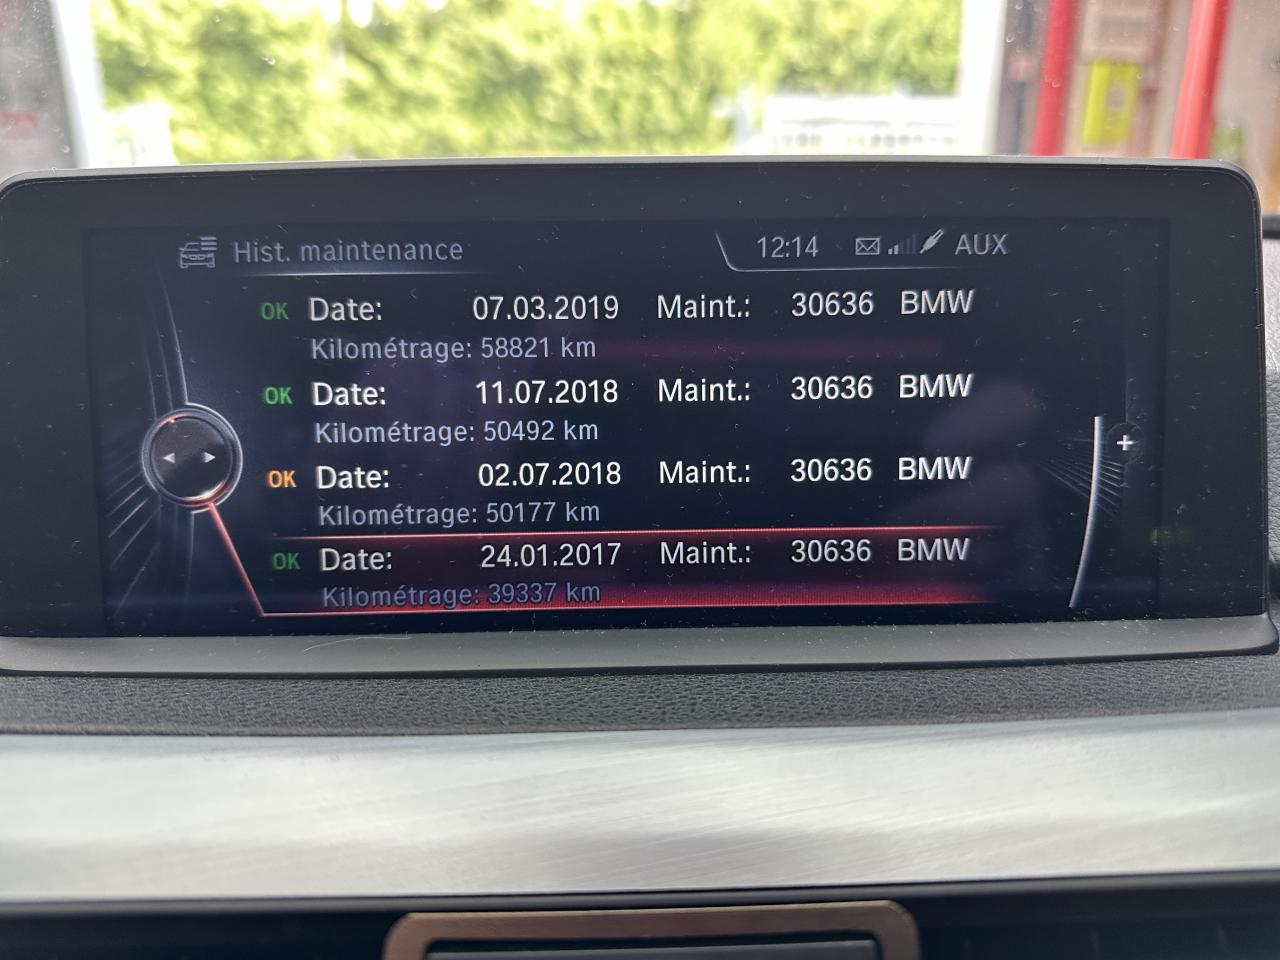 Hist. maintenance 12:14 AUX
OK Date: 07.03.2019 Maint.: 30636 BMW
Kilométrage: 58821 km
OK Date: 11.07.2018 Maint.: 30636 BMW
Kilométrage: 50492 km
OK Date: 02.07.2018 Maint.: 30636 BMW
Kilométrage: 50177 km
OK Date: 24.01.2017 Maint.: 30636 BMW
Kilométrage: 39337 km